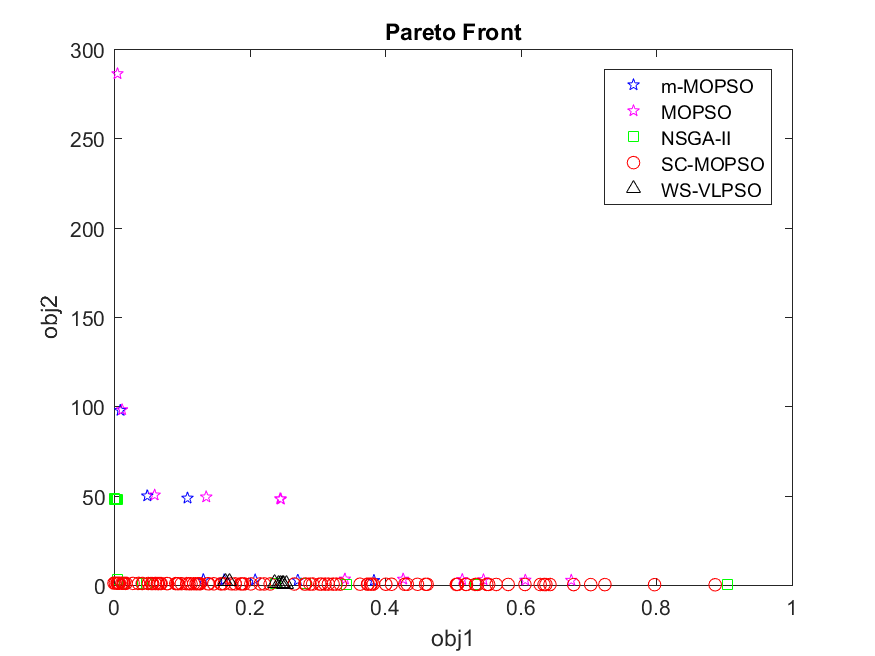 Pareto Front
300
250
200
150
100
50
0
obj2
0
0.2
0.4
0.6
0.8
1
obj1
m-MOPSO
MOPSO
NSGA-II
SC-MOPSO
WS-VLPSO